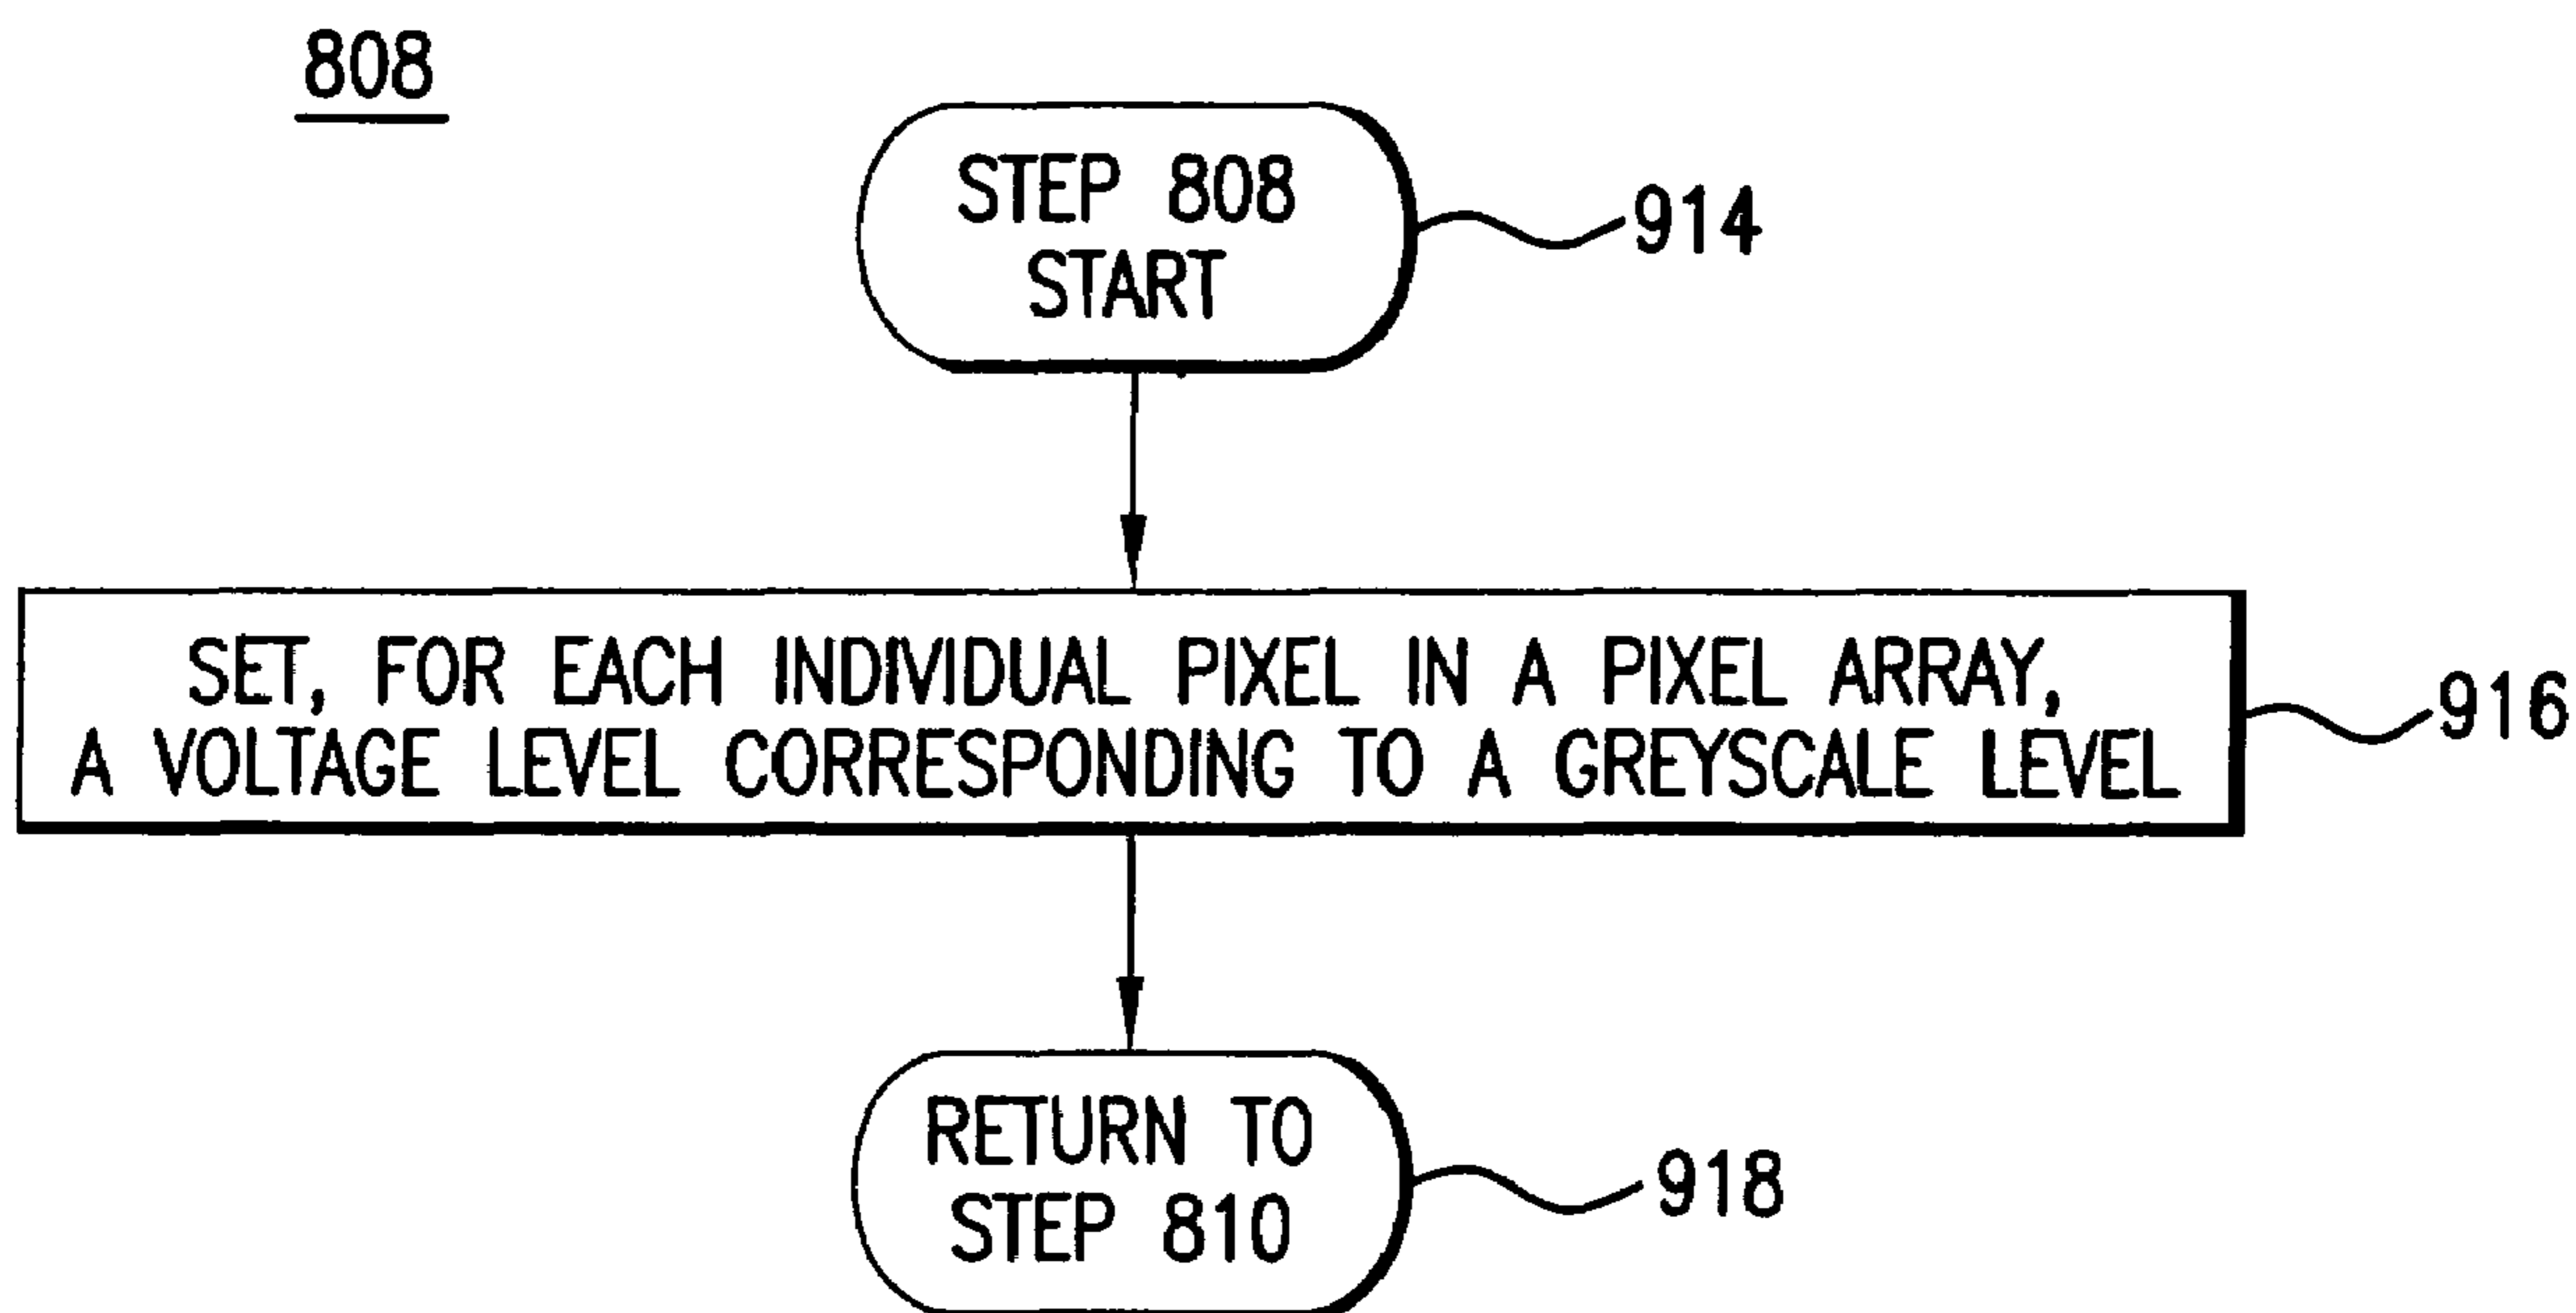 808
STEP 808
START
914
SET, FOR EACH INDIVIDUAL PIXEL IN A PIXEL ARRAY,
A VOLTAGE LEVEL CORRESPONDING TO A GREYSCALE LEVEL
916
RETURN TO
STEP 810
918